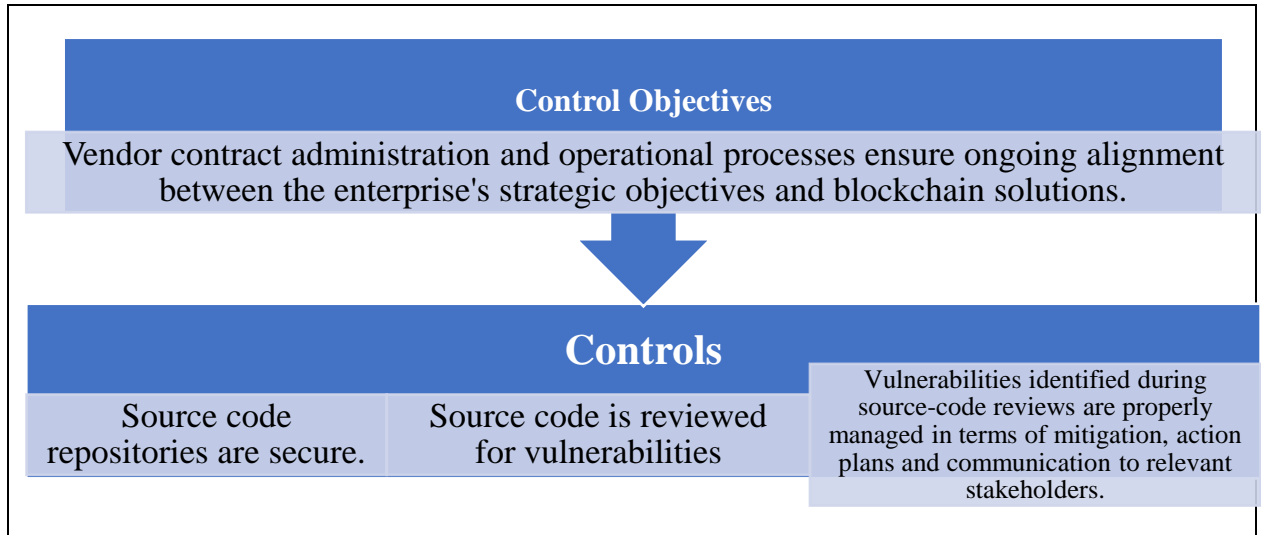 Control Objectives
Vendor contract administration and operational processes ensure ongoing alignment
between the enterprise's strategic objectives and blockchain solutions.
Controls
Source code
repositories are secure.
Source code is reviewed
for vulnerabilities
Vulnerabilities identified during
source-code reviews are properly
managed in terms of mitigation, action
plans and communication to relevant
stakeholders.